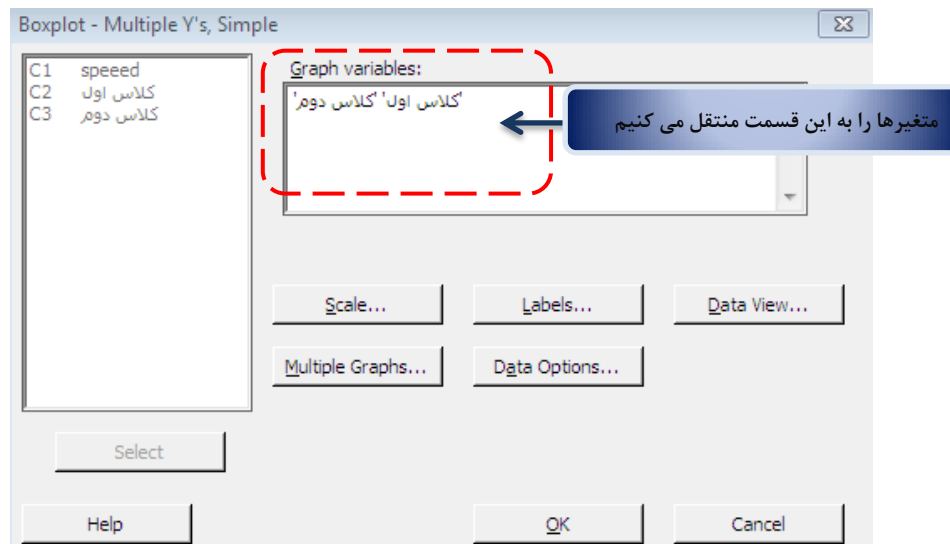 Boxplot - Multiple Y's, Simple
C1 speeed
C2 کلاس اول
C3 کلاس دوم
Graph variables:
'کلاس اول' 'کلاس دوم'
متغیرها را به این قسمت منتقل می کنیم
Scale...
Labels...
Data View...
Multiple Graphs...
Data Options...
Select
Help
OK
Cancel